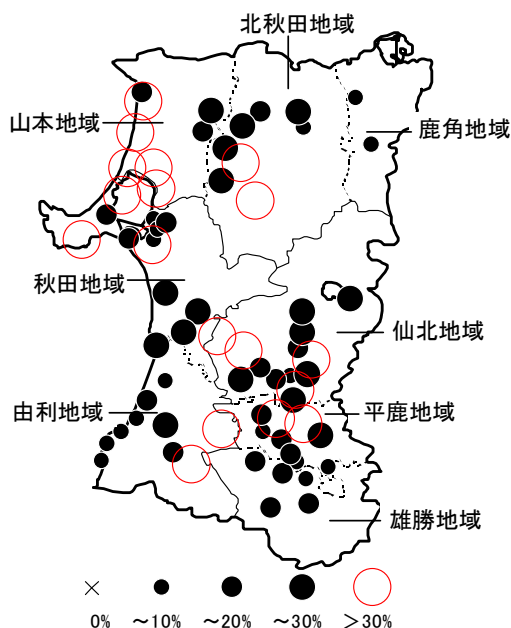 北秋田地域
山本地域
鹿角地域
秋田地域
仙北地域
由利地域
平鹿地域
雄勝地域
0% ～10% ～20% ～30% ＞30%